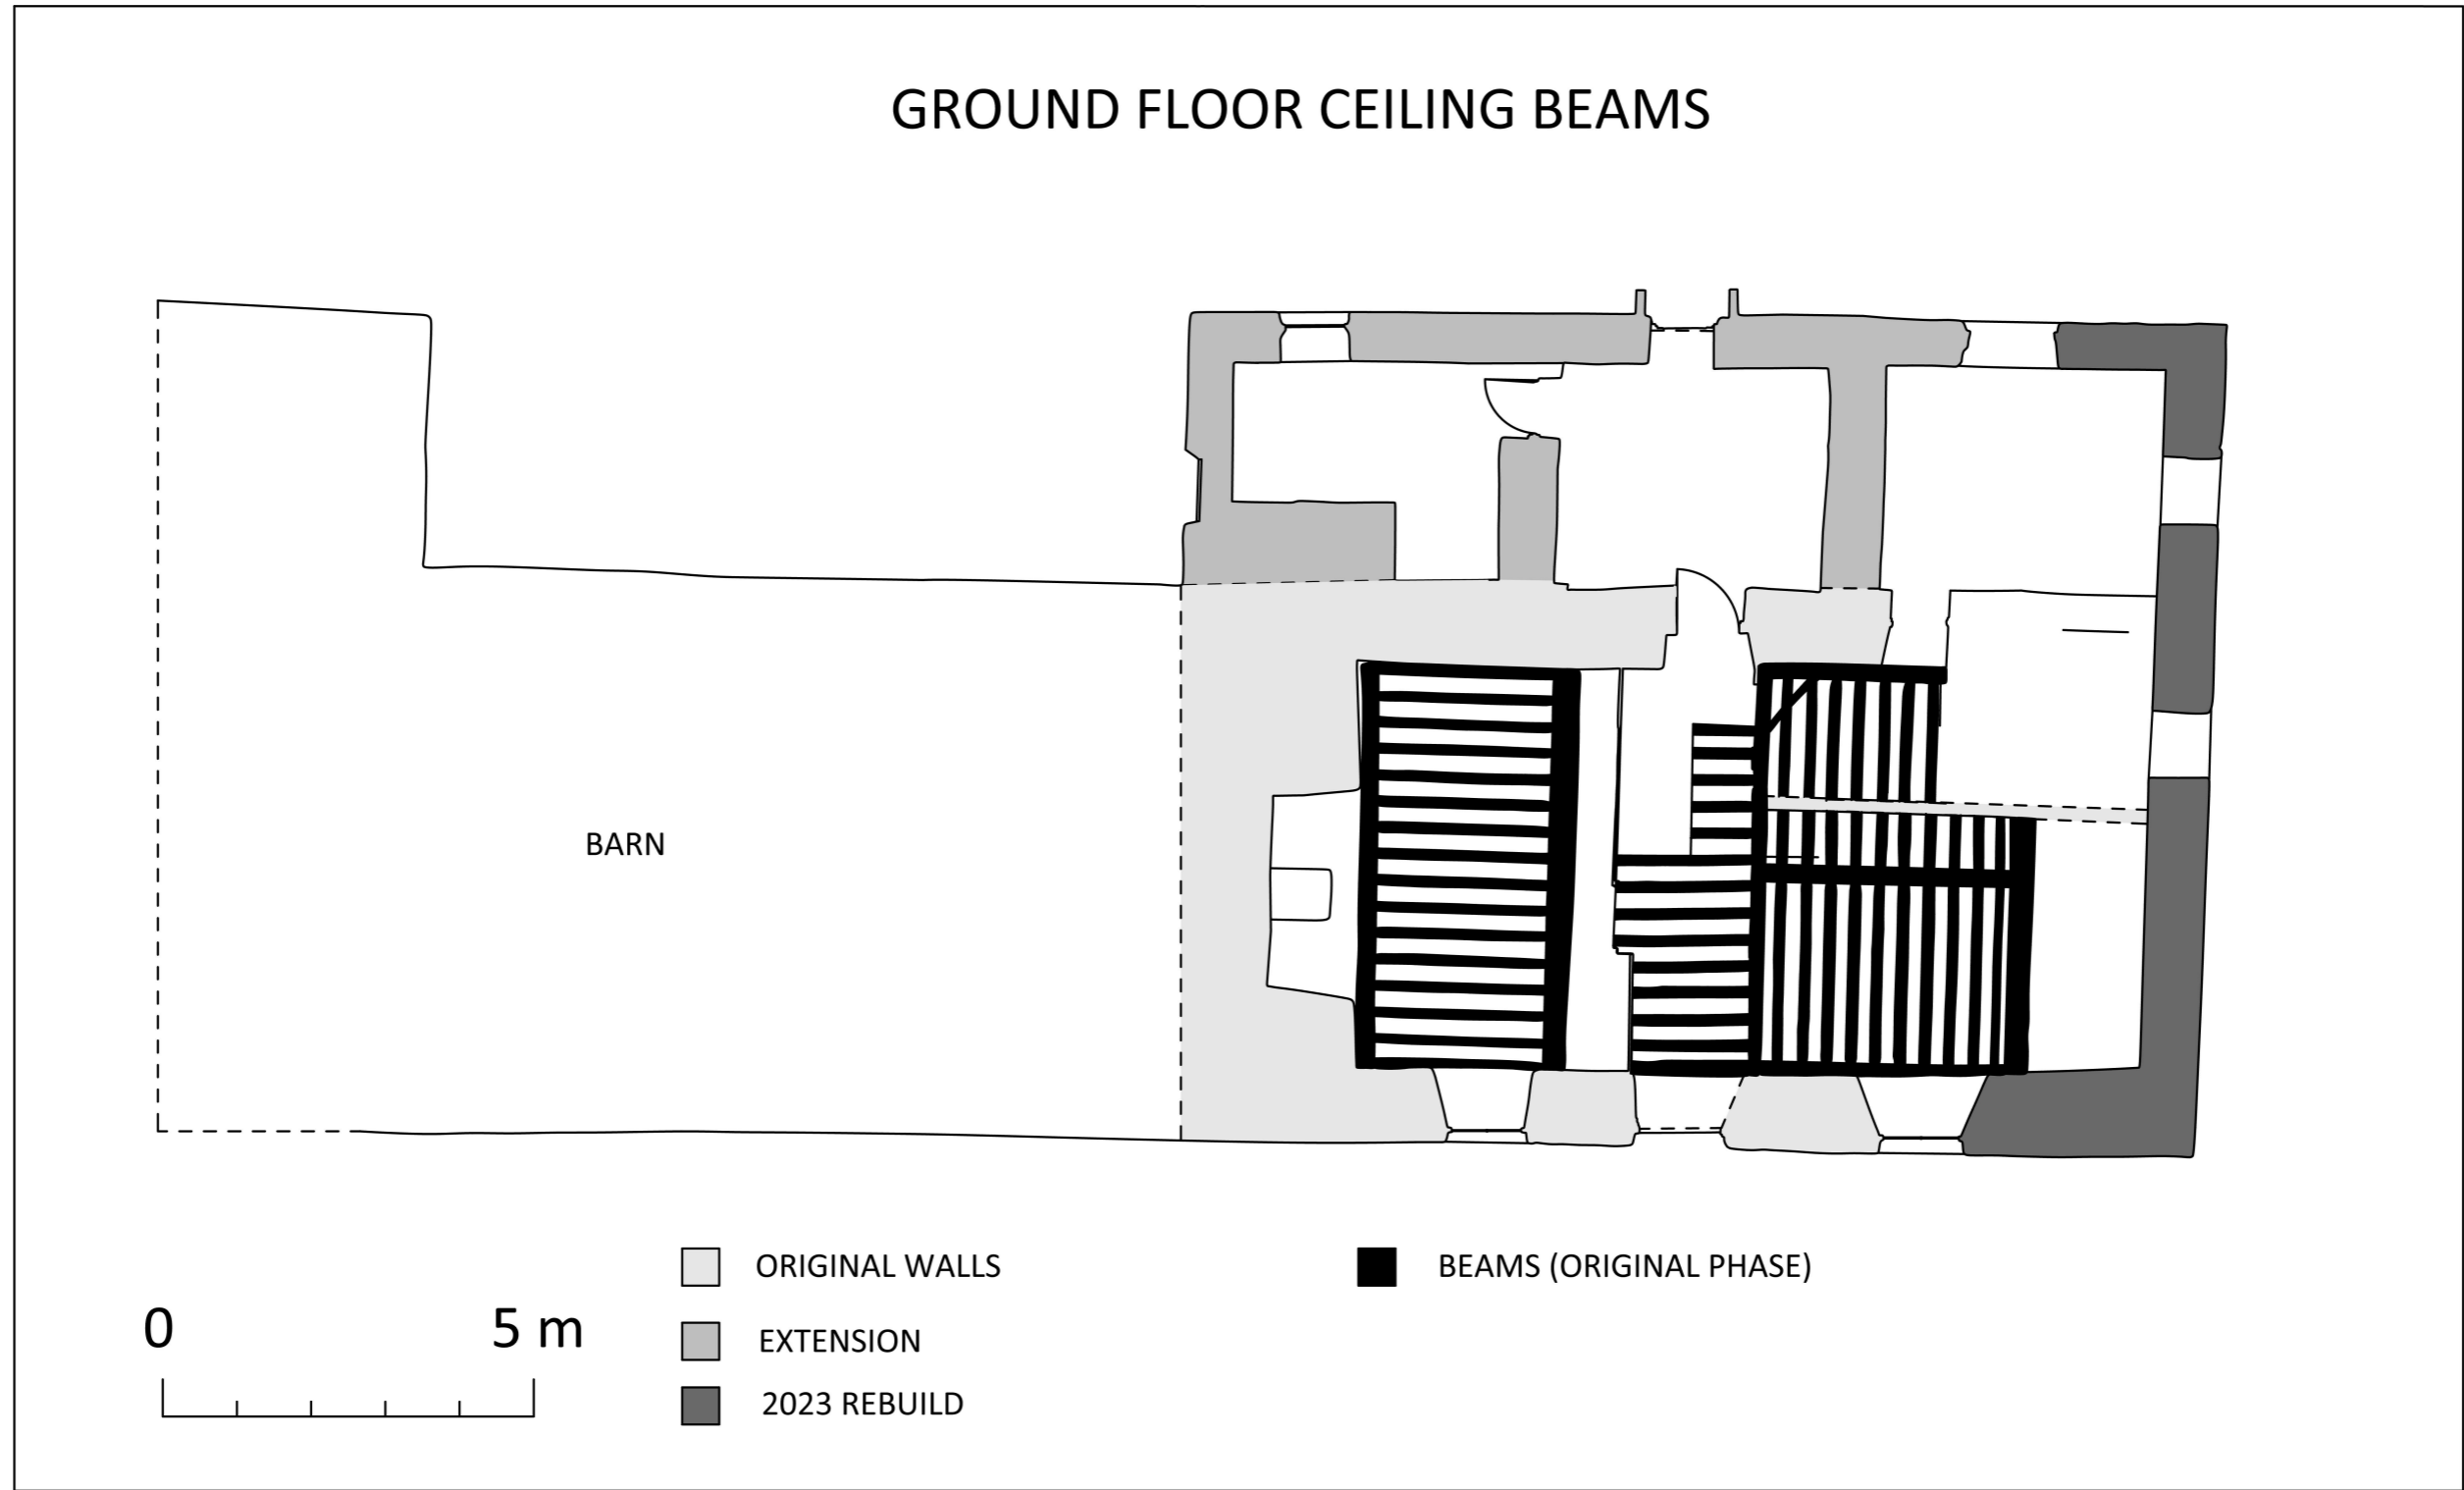 GROUND FLOOR CEILING BEAMS
BARN
ORIGINAL WALLS
BEAMS (ORIGINAL PHASE)
0
5 m
EXTENSION
2023 REBUILD